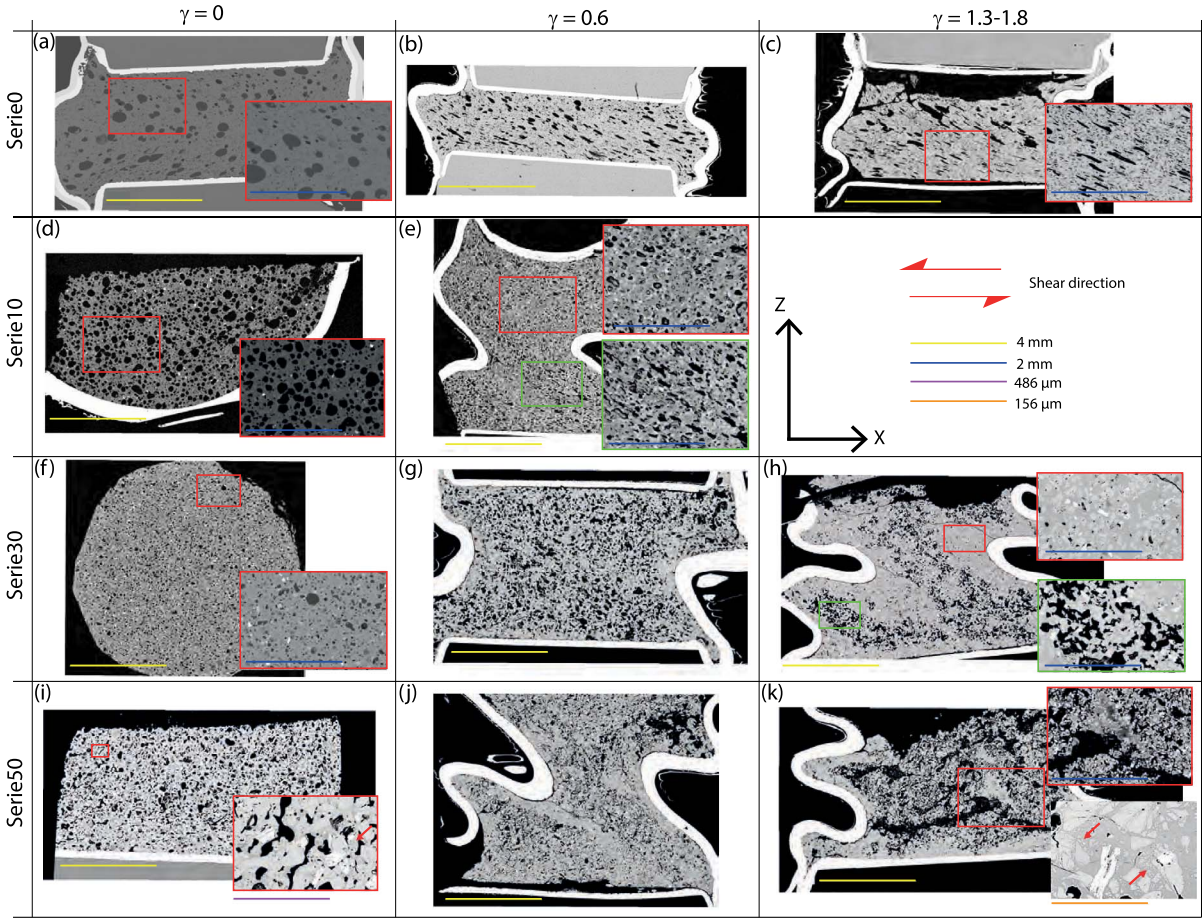 γ = 0
γ = 0.6
γ = 1.3-1.8
Serie0
(a)
(b)
(c)
Serie10
(d)
(e)
Z
X
Shear direction
4 mm
2 mm
486 µm
156 µm
Serie30
(f)
(g)
(h)
Serie50
(i)
(j)
(k)